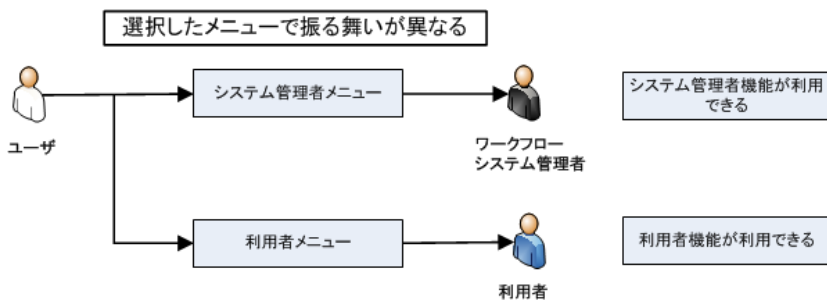 選択したメニューで振る舞いが異なる
システム管理者メニュー
システム管理者機能が利用
できる
ユーザ
ワークフロー
システム管理者
利用者メニュー
利用者機能が利用できる
利用者